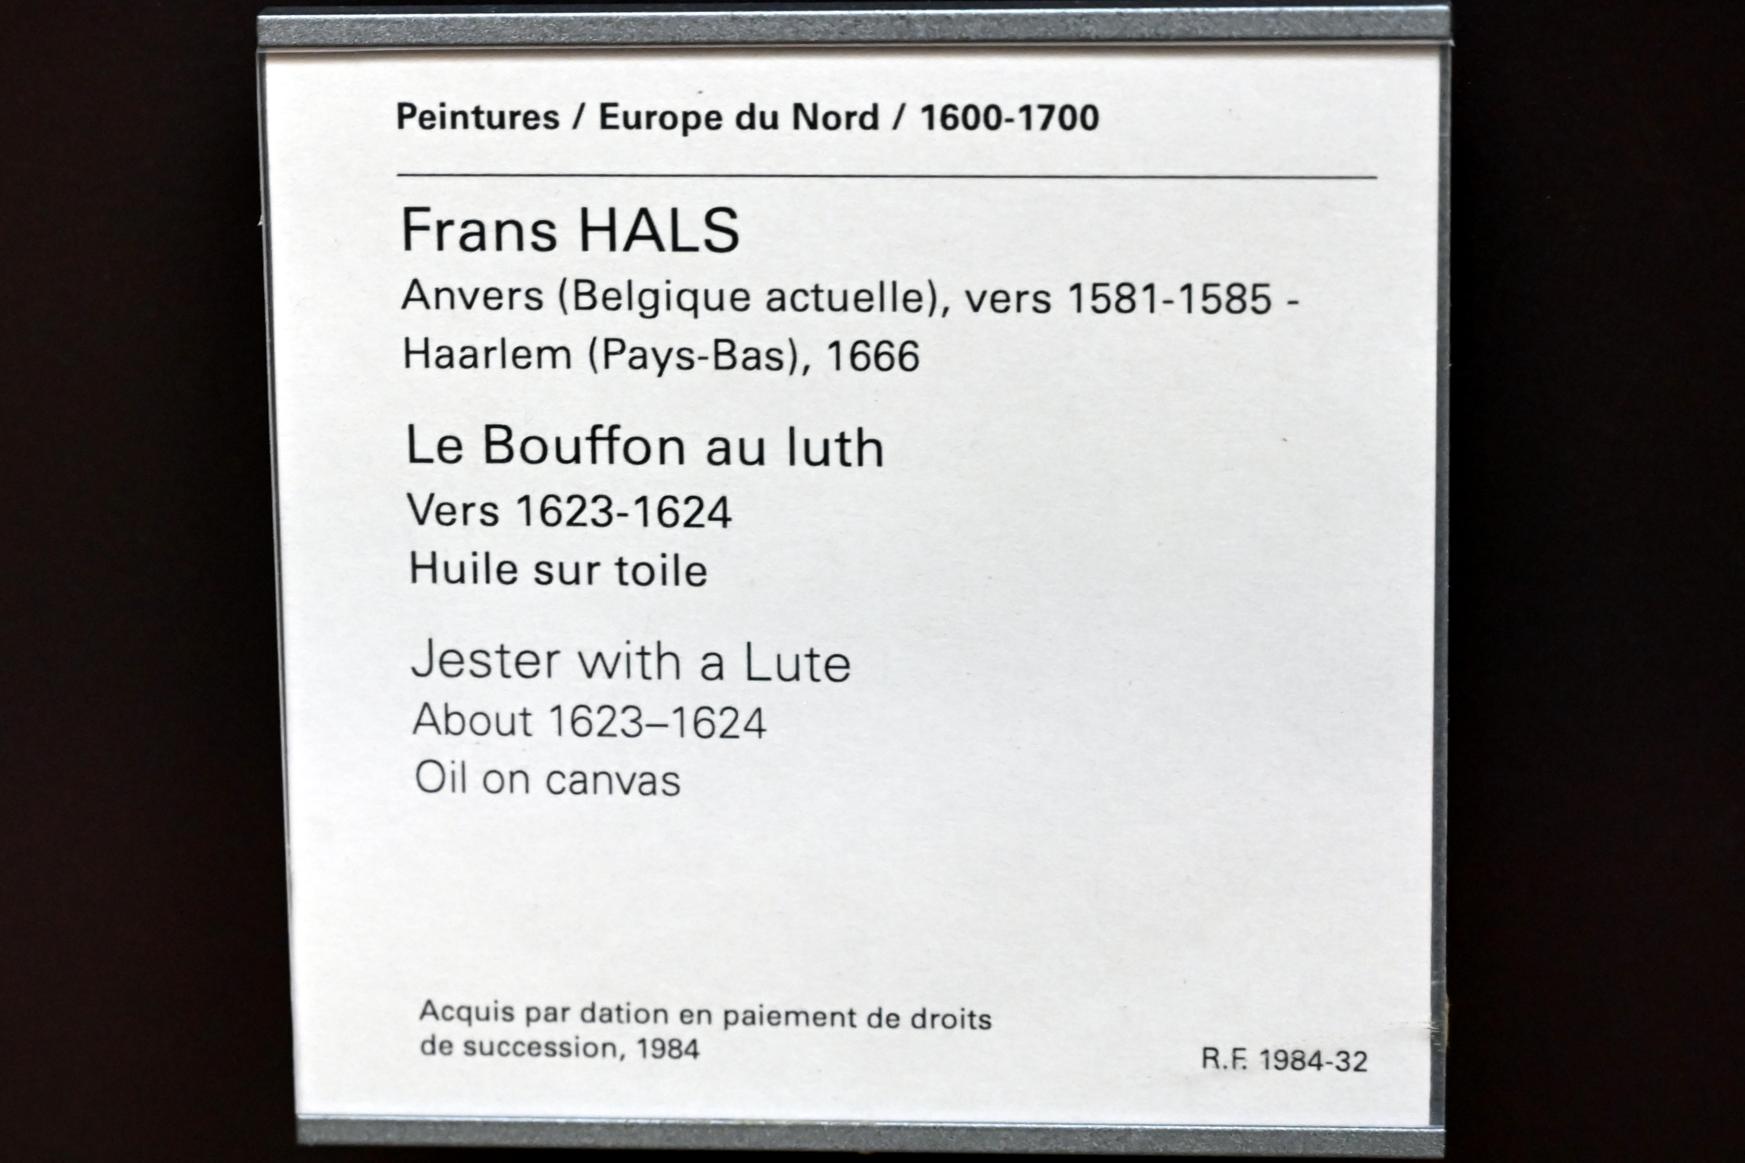 Peintures / Europe du Nord / 1600-1700
Frans HALS
Anvers (Belgique actuelle), vers 1581-1585 -
Haarlem (Pays-Bas), 1666
Le Bouffon au luth
Vers 1623-1624
Huile sur toile
Jester with a Lute
About 1623–1624
Oil on canvas
Acquis par dation en paiement de droits
de succession, 1984
R.F. 1984-32